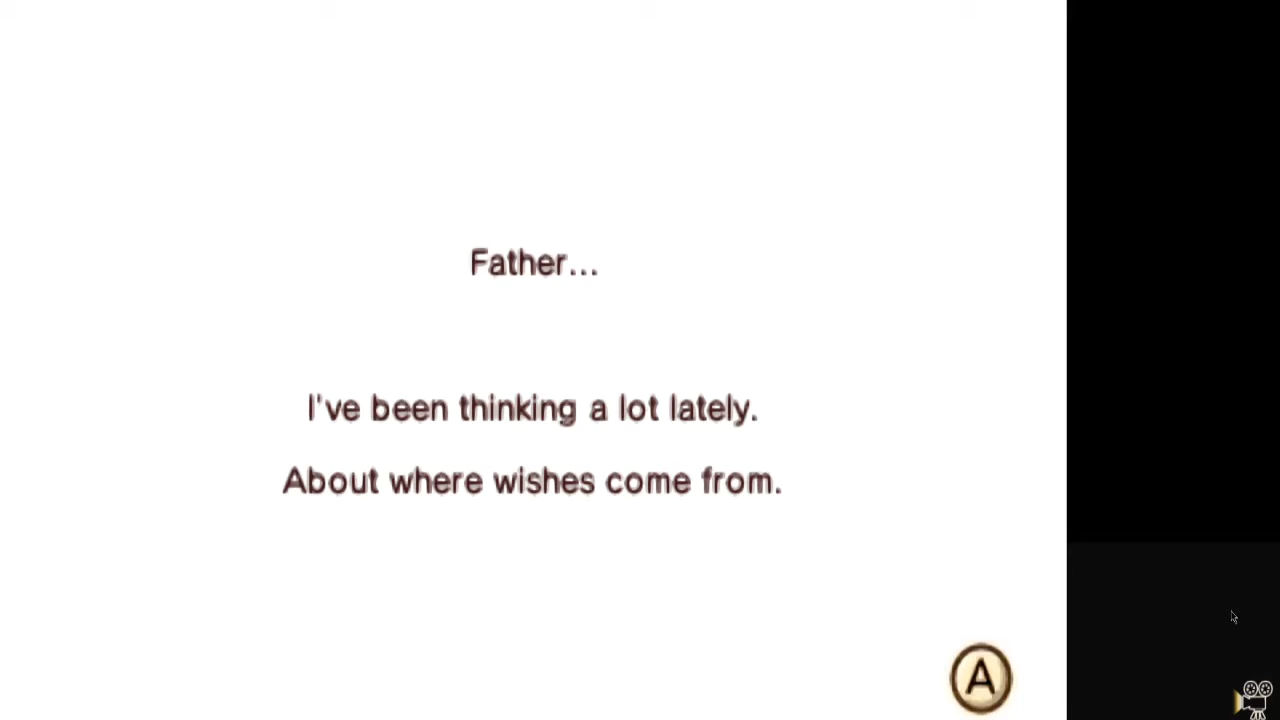 Father...
I've been thinking a lot lately.
About where wishes come from.
A